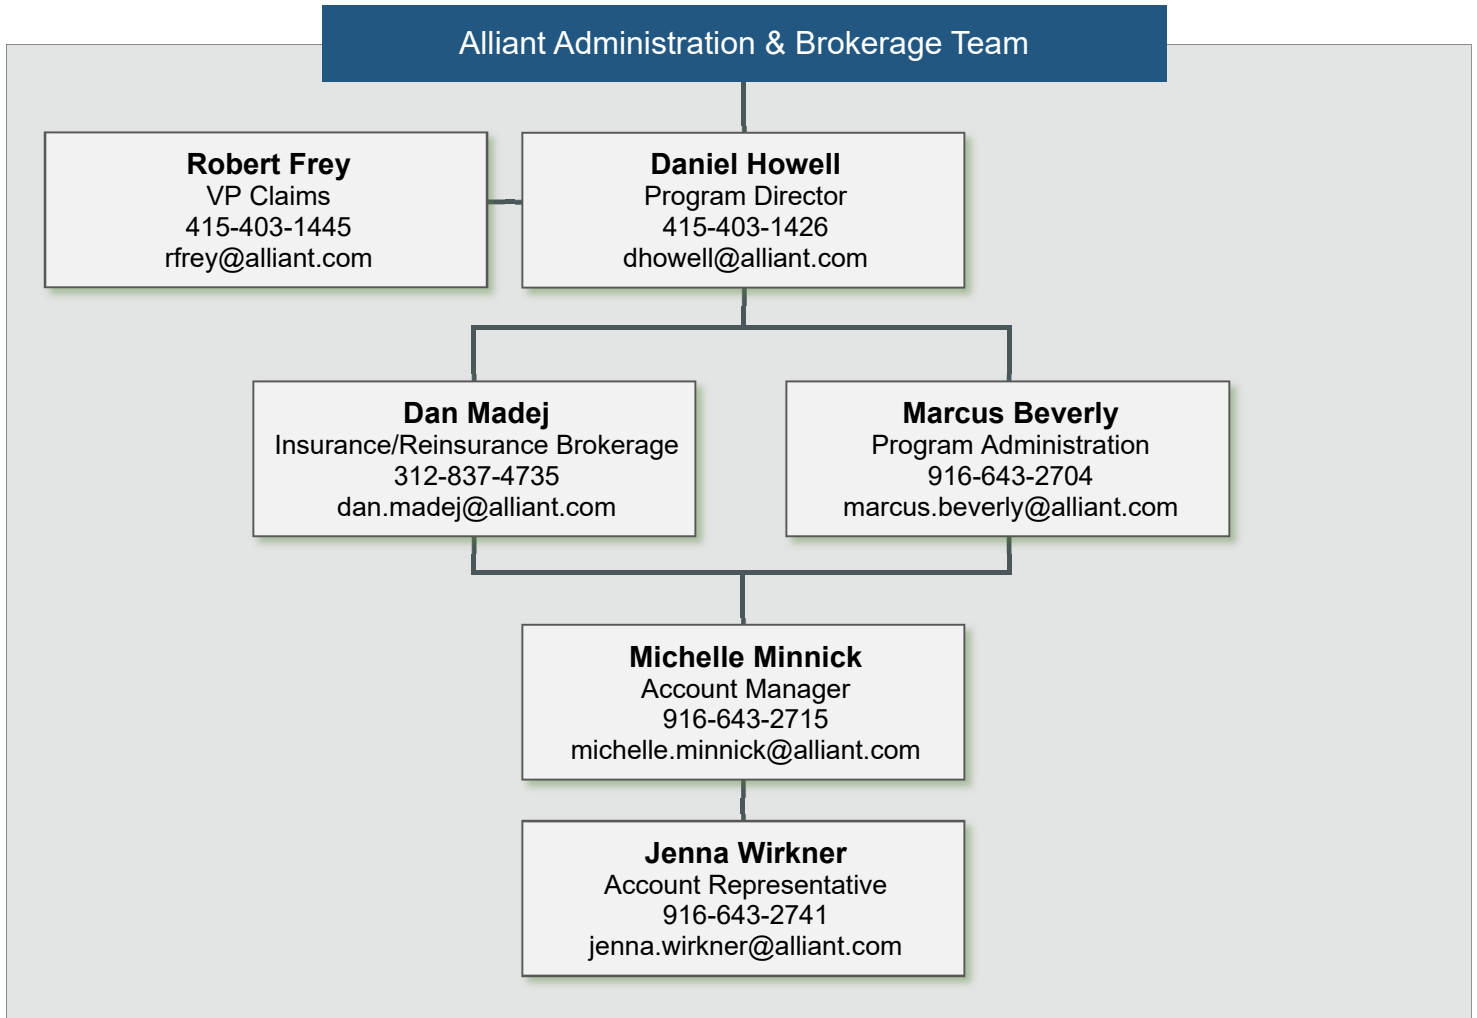 Alliant Administration & Brokerage Team
Robert Frey
VP Claims
415-403-1445
rfrey@alliant.com
Daniel Howell
Program Director
415-403-1426
dhowell@alliant.com
Dan Madej
Insurance/Reinsurance Brokerage
312-837-4735
dan.madej@alliant.com
Marcus Beverly
Program Administration
916-643-2704
marcus.beverly@alliant.com
Michelle Minnick
Account Manager
916-643-2715
michelle.minnick@alliant.com
Jenna Wirkner
Account Representative
916-643-2741
jenna.wirkner@alliant.com